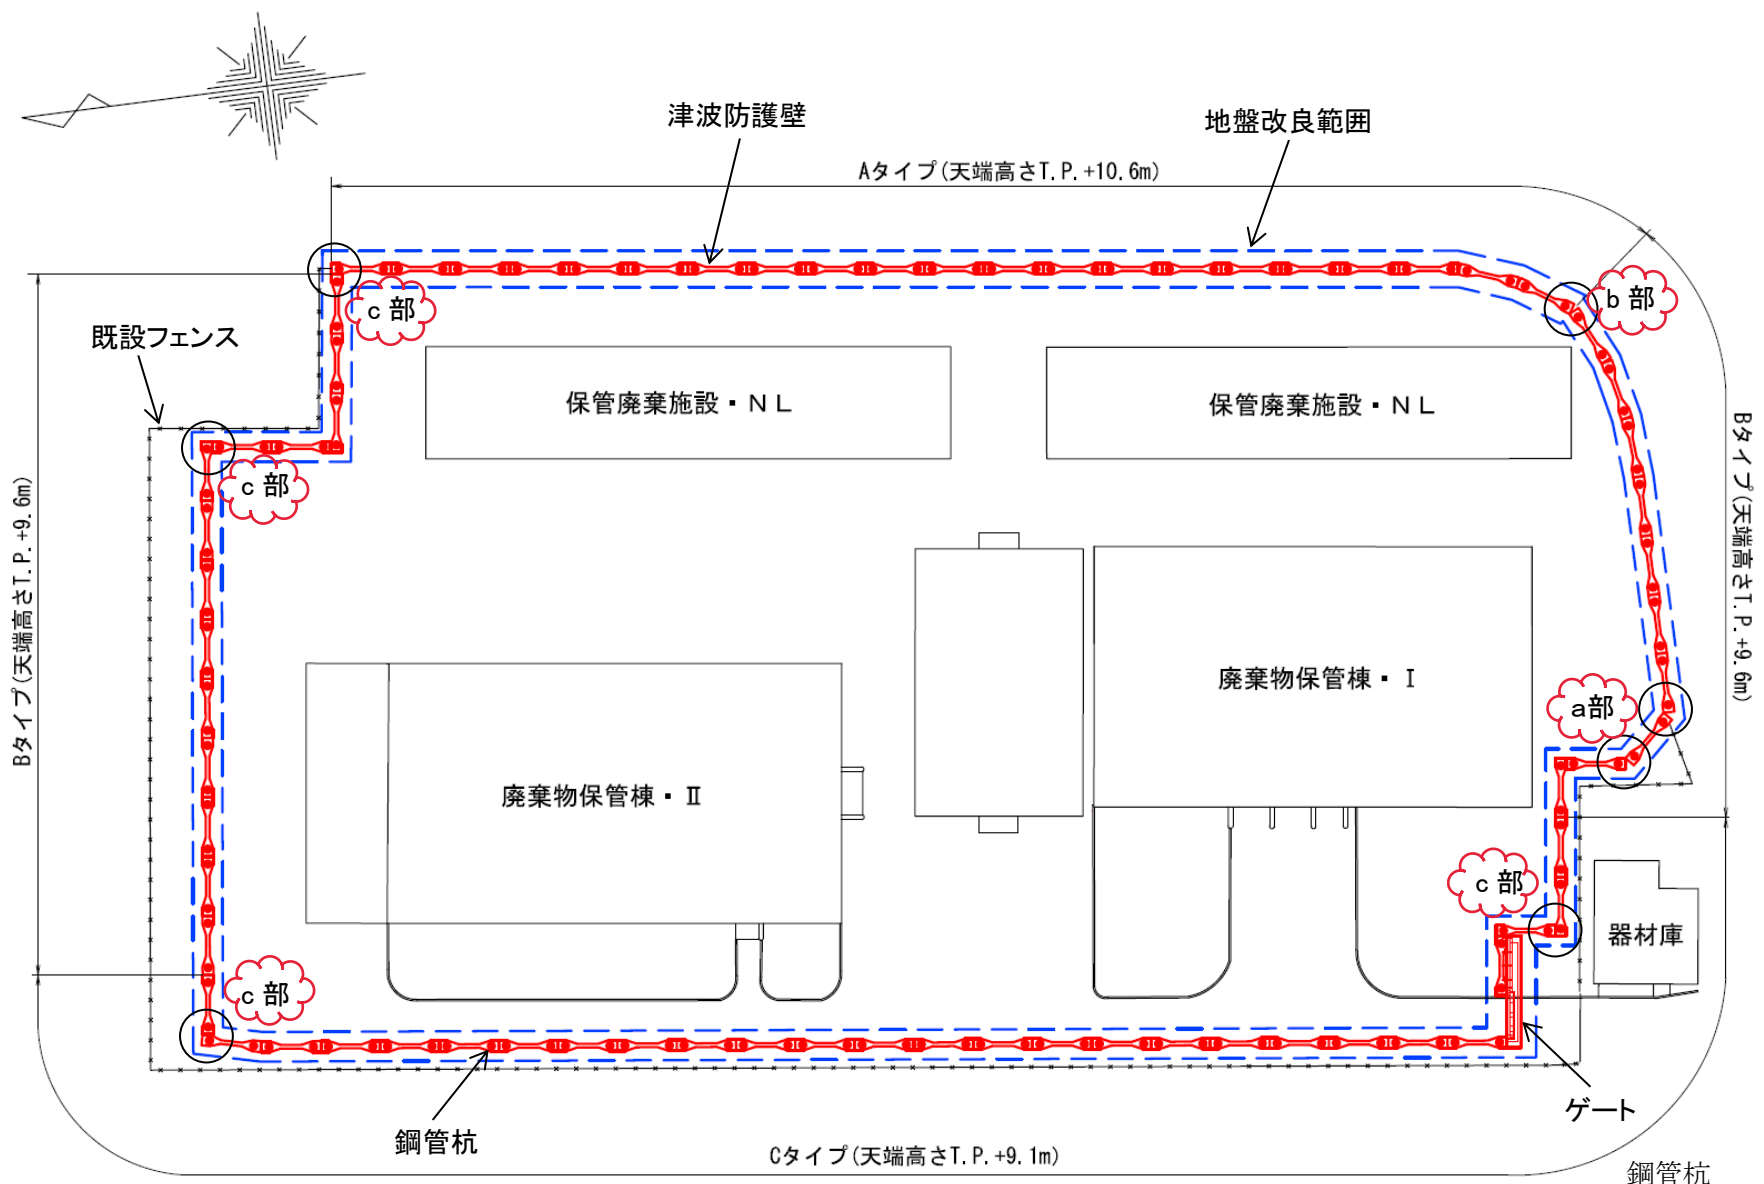 津波防護壁
地盤改良範囲
Aタイプ(天端高さT.P.+10.6m)
c部
b部
既設フェンス
保管廃棄施設・NL
保管廃棄施設・NL
Bタイプ(天端高さT.P.+9.6m)
Bタイプ(天端高さT.P.+9.6m)
c部
廃棄物保管棟・Ⅰ
a部
廃棄物保管棟・Ⅱ
c部
器材庫
c部
ゲート
鋼管杭
Cタイプ(天端高さT.P.+9.1m)
鋼管杭